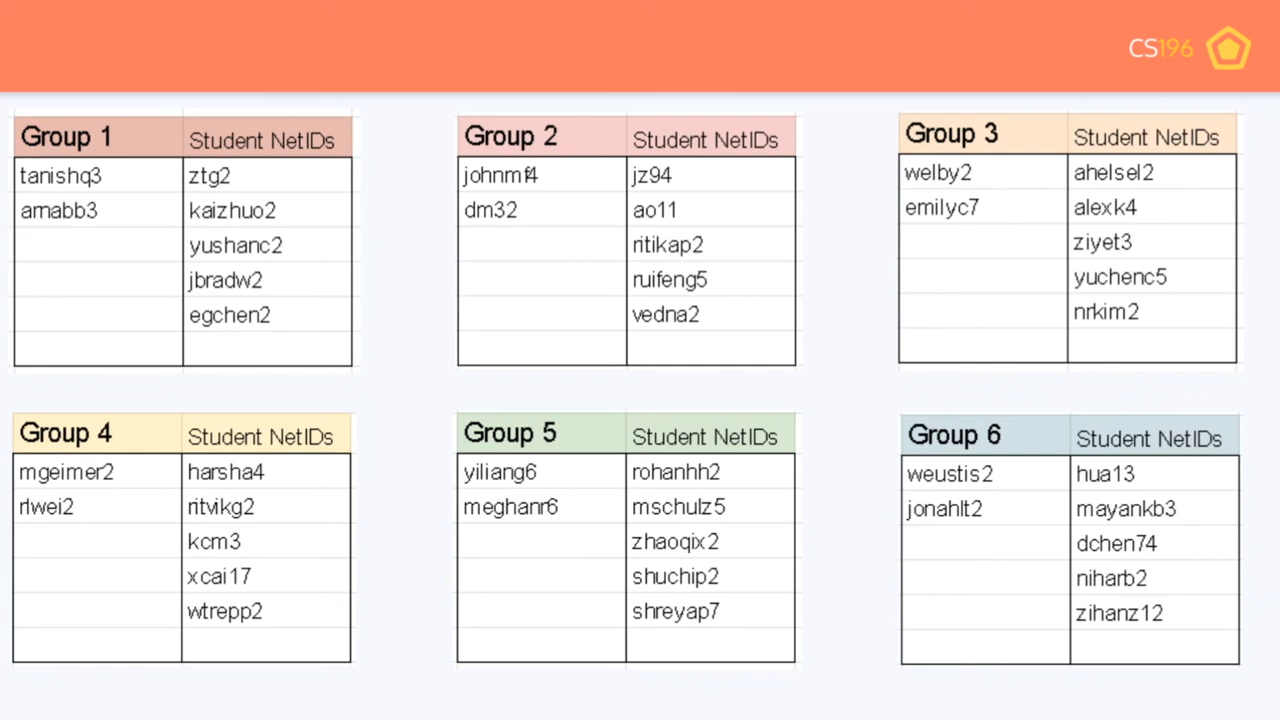 CS196
Group 1 Student NetIDs
tanishq3 ztg2
arnabb3 kaizhuo2
yushanc2
jbradw2
egchen2
Group 2 Student NetIDs
johnmf4 jz94
dm32 ao11
ritikap2
ruifeng5
vedna2
Group 3 Student NetIDs
welby2 ahelsel2
emilyc7 alexk4
ziyet3
yuchenc5
nrkim2
Group 4 Student NetIDs
mgeimer2 harsha4
rlwei2 ritvikg2
kcm3
xcai17
wtrepp2
Group 5 Student NetIDs
yiliang6 rohanhh2
meghanr6 mschulz5
zhaoqix2
shuchip2
shreyap7
Group 6 Student NetIDs
weustis2 hua13
jonahlt2 mayankb3
dchen74
niharb2
zihanz12